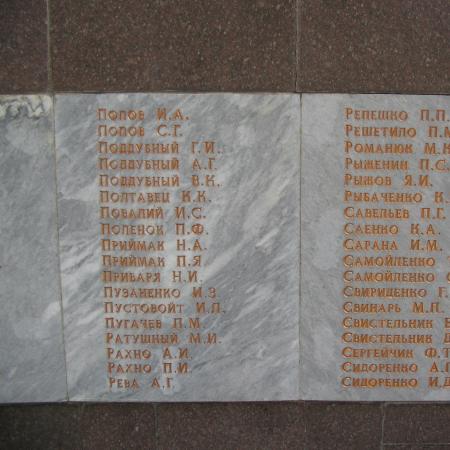 Попов И.А.
Попов С.Г.
Поддубный Г.И.
Поддубный А.Г.
Поддубный В.К.
Полтавец К.К.
Повалий И.С.
Поленок П.Ф.
Приймак Н.А.
Приймак П.Я
Прибаря Н.И.
Пузаненко И.З.
Пустовойт И.П.
Пугачев П.М.
Ратушный М.И.
Рахно А.И.
Рахно П.И.
Рева А.Г.
Репешко П.П.
Решетило П.
Романюк М.
Рыженин П.С.
Рыжов Я.И.
Рыбаченко К.
Савельев П.Г.
Саенко К.А.
Сарана И.М.
Самойленко
Самойленко
Свириденко Г.
Свинарь М.П.
Свистельник
Свистельник
Сергейчик Ф.
Сидоренко А.
Сидоренко И.